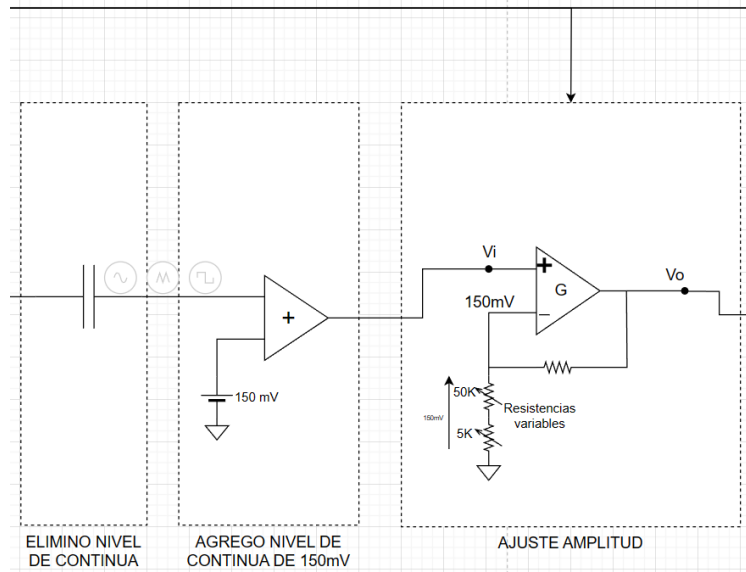 Vi
+
G
Vo
150mV
−
+
150 mV
50K
Resistencias
variables
150mV
5K
ELIMINO NIVEL
DE CONTINUA
AGREGO NIVEL DE
CONTINUA DE 150mV
AJUSTE AMPLITUD